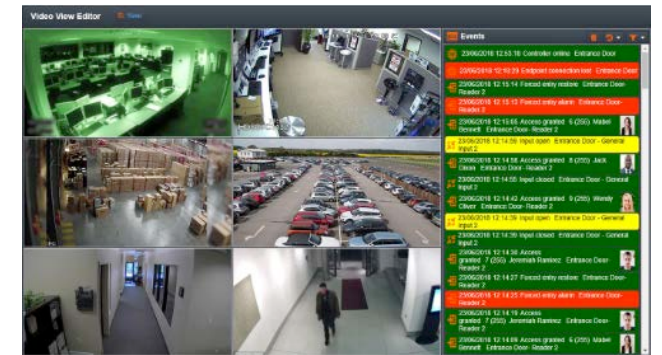 Video View Editor Save
Events
23/06/2018 12:53:18 Controller online Entrance Door
23/06/2018 12:18:29 Endpoint connection lost Entrance Door
23/06/2018 12:15:14 Forced entry restore Entrance Door-
Reader 2
23/06/2018 12:15:13 Forced entry alarm Entrance Door-
Reader 2
23/06/2018 12:15:05 Access granted 6 (255) Mabel
Bennett Entrance Door- Reader 2
23/06/2018 12:14:59 Input open Entrance Door - General
Input 2
23/06/2018 12:14:58 Access granted 8 (255) Jack
Dixon Entrance Door- Reader 2
23/06/2018 12:14:55 Input closed Entrance Door - General
Input 2
23/06/2018 12:14:42 Access granted 9 (255) Wendy
Oliver Entrance Door- Reader 2
23/06/2018 12:14:39 Input open Entrance Door - General
Input 2
23/06/2018 12:14:39 Input closed Entrance Door - General
Input 2
23/06/2018 12:14:30 Access
granted 7 (255) Jeremiah Ramirez Entrance Door-
Reader 2
23/06/2018 12:14:27 Forced entry restore Entrance Door-
Reader 2
23/06/2018 12:14:25 Forced entry alarm Entrance Door-
Reader 2
23/06/2018 12:14:19 Access
granted 7 (255) Jeremiah Ramirez Entrance Door-
Reader 2
23/06/2018 12:14:09 Access granted 6 (255) Mabel
Bennett Entrance Door- Reader 2